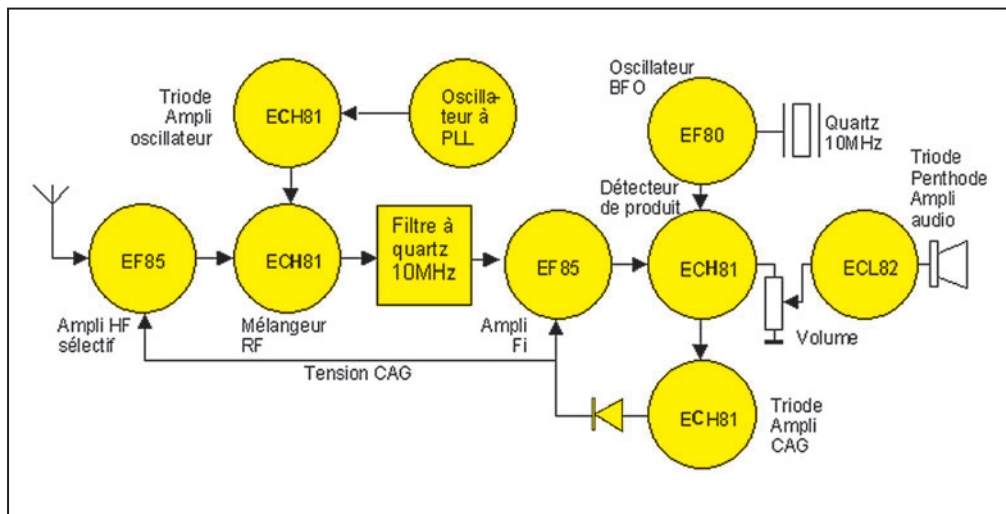 Triode
Ampli
oscillateur
ECH81
Oscilla-
teur à
PLL
Oscillateur
BFO
EF80
Quartz
10MHz
Triode
Penthode
Ampli
audio
Détecteur
de produit
EF85
ECH81
Filtre à
quartz
10MHz
EF85
ECH81
ECL82
Ampli HF
sélectif
Mélangeur
RF
Ampli
Fi
Volume
Tension CAG
ECH81
Triode
Ampli
CAG